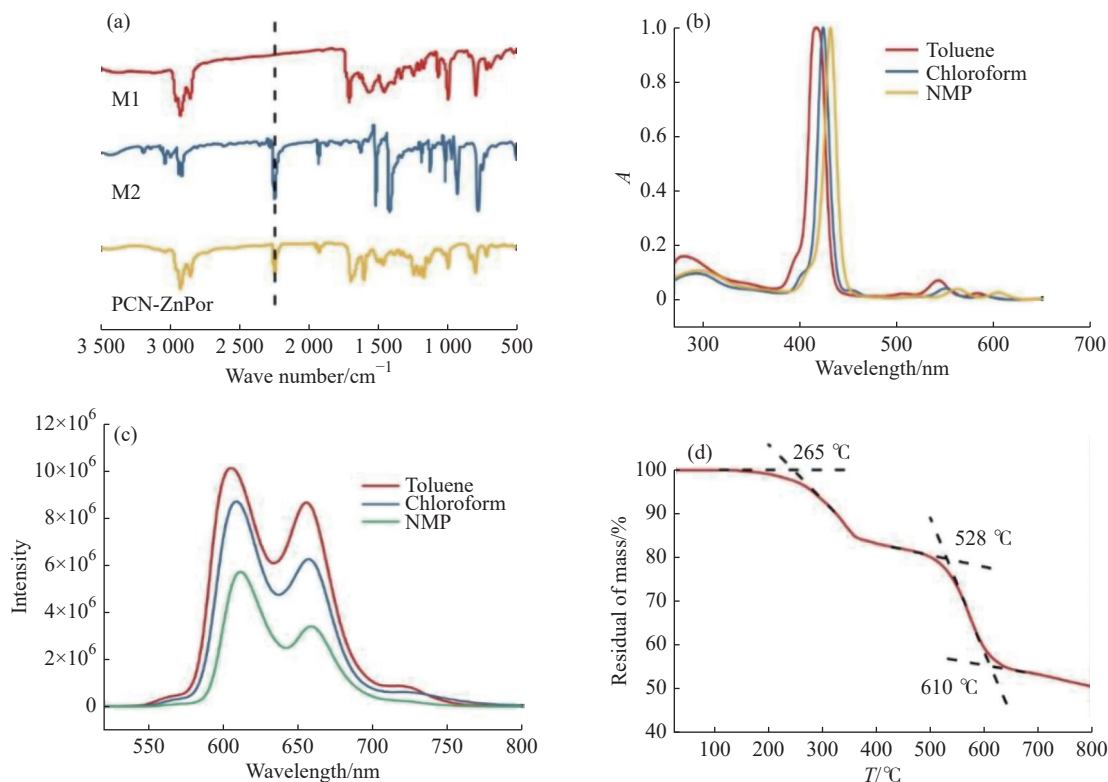 (a)
M1
M2
PCN-ZnPor
3 500 3 000 2 500 2 000 1 500 1 000 500
Wave number/cm⁻¹
(b)
Toluene
Chloroform
NMP
1.0
0.8
0.6
0.4
0.2
0
A
300 400 500 600 700
Wavelength/nm
(c)
Toluene
Chloroform
NMP
12×10⁶
10×10⁶
8×10⁶
6×10⁶
4×10⁶
2×10⁶
0
Intensity
550 600 650 700 750 800
Wavelength/nm
(d)
265 ℃
528 ℃
610 ℃
100
90
80
70
60
50
40
Residual of mass/%
100 200 300 400 500 600 700 800
T/℃